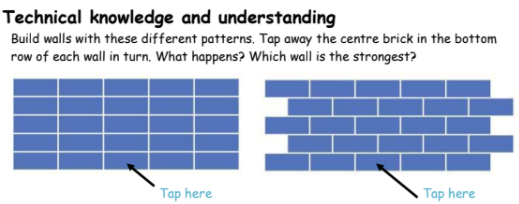 Technical knowledge and understanding
Build walls with these different patterns. Tap away the centre brick in the bottom
row of each wall in turn. What happens? Which wall is the strongest?
Tap here
Tap here